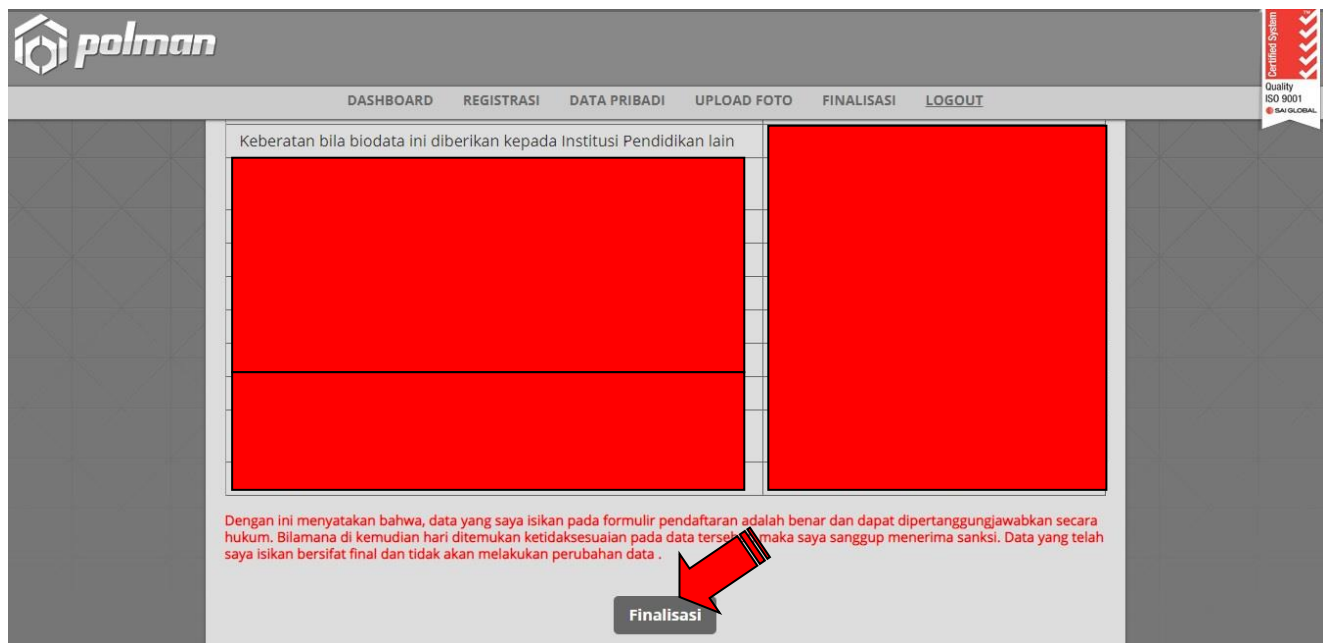 polman
Certified System
Quality
ISO 9001
SAI GLOBAL
DASHBOARD REGISTRASI DATA PRIBADI UPLOAD FOTO FINALISASI LOGOUT
Keberatan bila biodata ini diberikan kepada Institusi Pendidikan lain
Dengan ini menyatakan bahwa, data yang saya isikan pada formulir pendaftaran adalah benar dan dapat dipertanggungjawabkan secara
hukum. Bilamana di kemudian hari ditemukan ketidaksesuaian pada data maka saya sanggup menerima sanksi. Data yang telah
saya isikan bersifat final dan tidak akan melakukan perubahan data .
Finalisasi